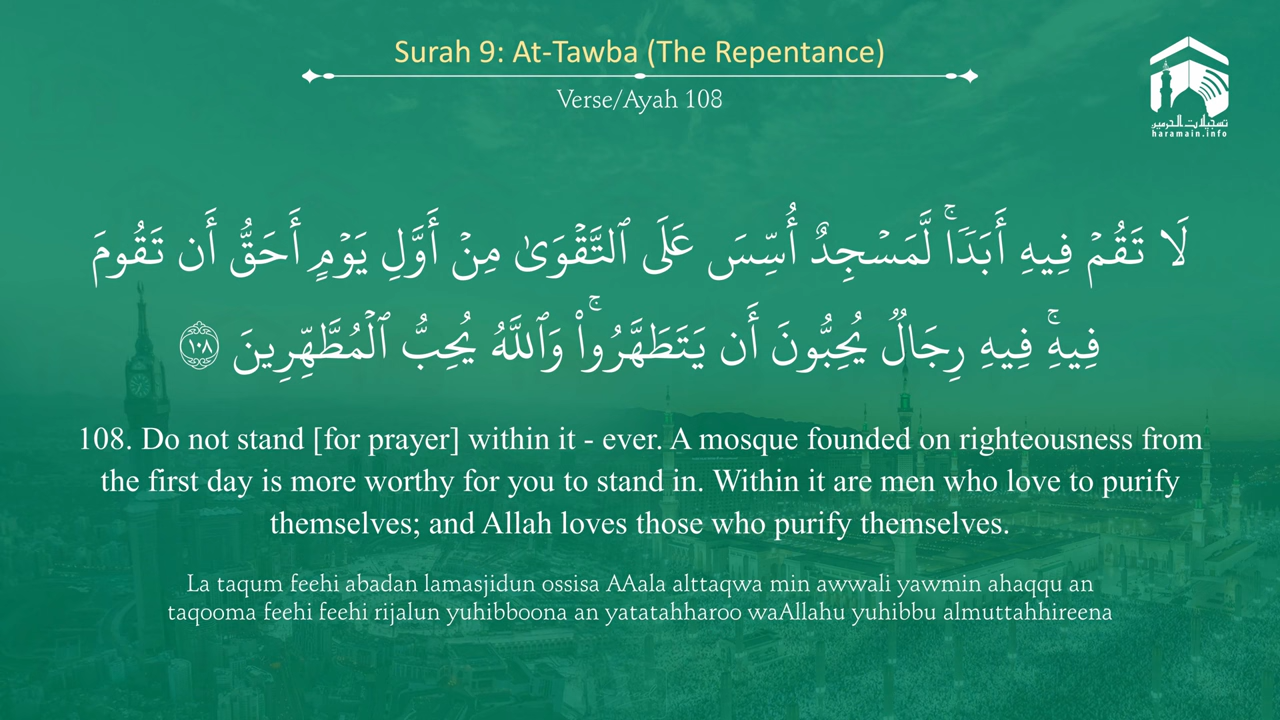 Surah 9: At-Tawba (The Repentance)
Verse/Ayah 108
تسجيلات الحرمين
haramain.info
لَا تَقُمْ فِيهِ أَبَدٗاۚ لَّمَسۡجِدٌ أُسِّسَ عَلَى ٱلتَّقۡوَىٰ مِنۡ أَوَّلِ يَوۡمٍ أَحَقُّ أَن تَقُومَ
فِيهِۚ فِيهِ رِجَالٞ يُحِبُّونَ أَن يَتَطَهَّرُواْۚ وَٱللَّهُ يُحِبُّ ٱلۡمُطَّهِّرِينَ ١٠٨
108. Do not stand [for prayer] within it - ever. A mosque founded on righteousness from
the first day is more worthy for you to stand in. Within it are men who love to purify
themselves; and Allah loves those who purify themselves.
La taqum feehi abadan lamasjidun ossisa AAala alttaqwa min awwali yawmin ahaqqu an
taqooma feehi feehi rijalun yuhibboona an yatatahharoo waAllahu yuhibbu almuttahhireena